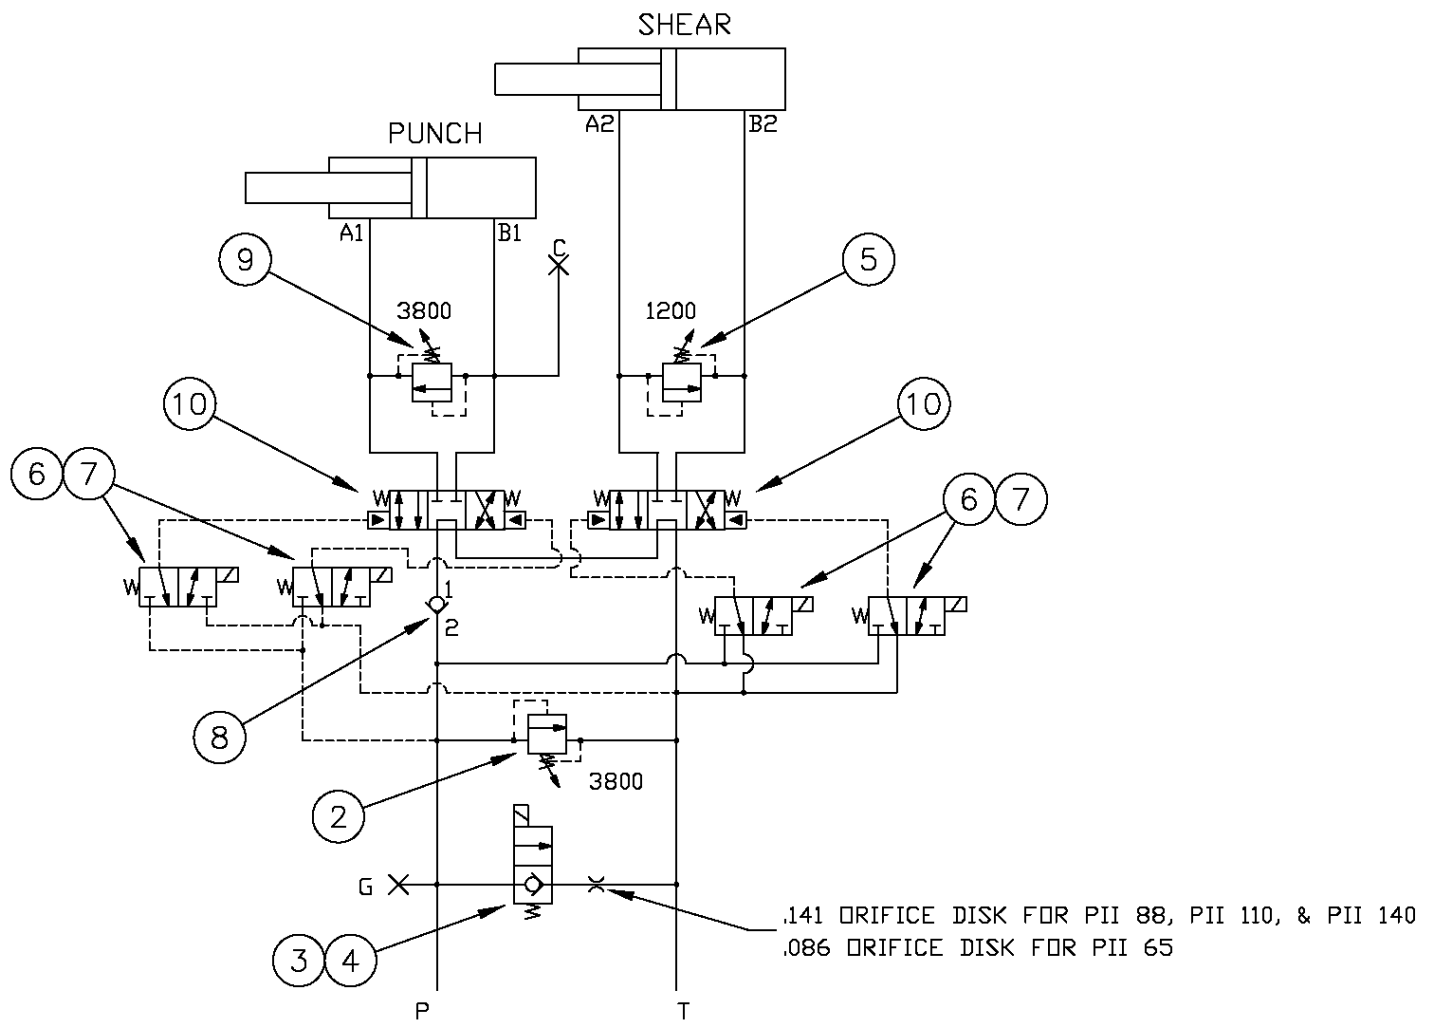 SHEAR
A2
B2
PUNCH
A1
B1
C
9
5
3800
1200
10
10
6
7
6
7
1
2
8
3800
2
G
.141 ORIFICE DISK FOR PII 88, PII 110, & PII 140
.086 ORIFICE DISK FOR PII 65
3
4
P
T